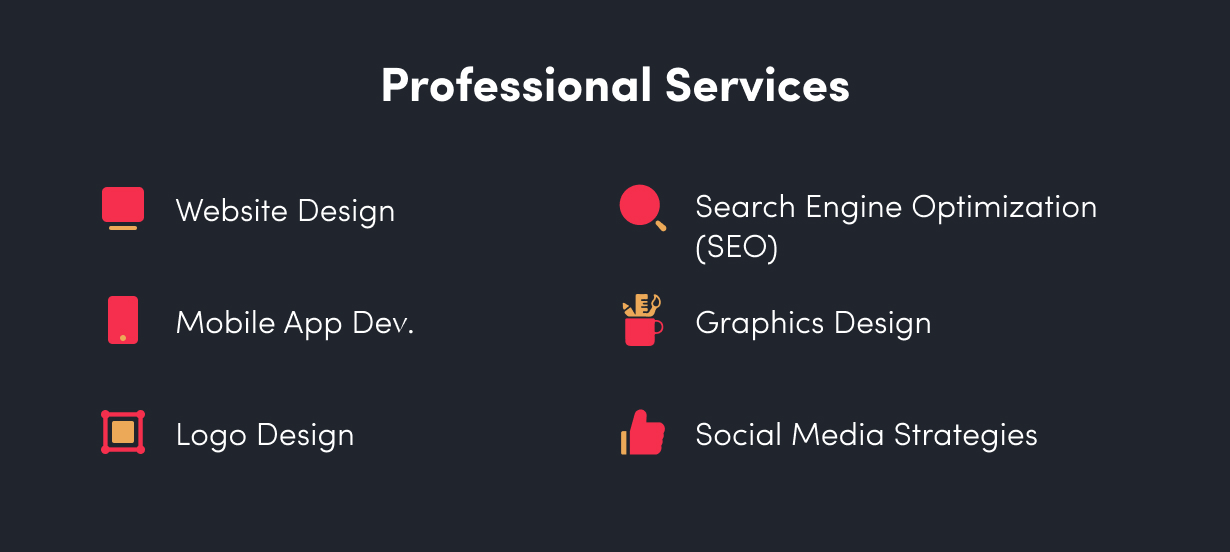 Professional Services
Website Design
Search Engine Optimization
(SEO)
Mobile App Dev.
Graphics Design
Logo Design
Social Media Strategies